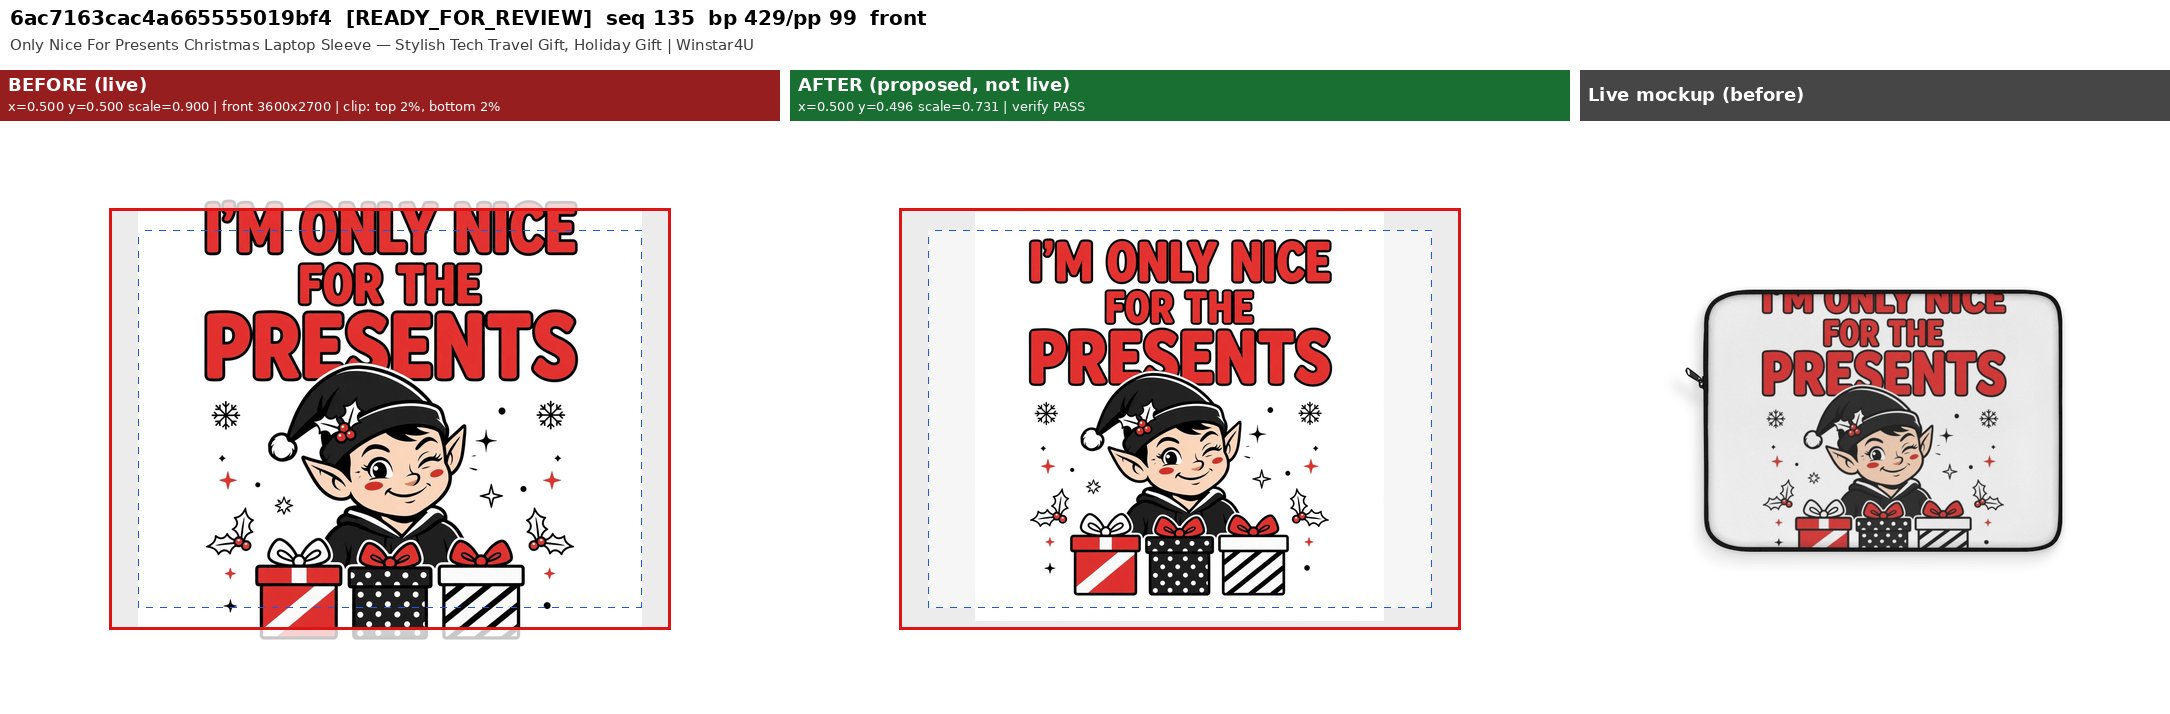 6ac7163cac4a665555019bf4 [READY_FOR_REVIEW] seq 135 bp 429/pp 99 front
Only Nice For Presents Christmas Laptop Sleeve — Stylish Tech Travel Gift, Holiday Gift | Winstar4U
BEFORE (live)
x=0.500 y=0.500 scale=0.900 | front 3600x2700 | clip: top 2%, bottom 2%
AFTER (proposed, not live)
x=0.500 y=0.496 scale=0.731 | verify PASS
Live mockup (before)
I'M ONLY NICE
FOR THE
PRESENTS
I'M ONLY NICE
FOR THE
PRESENTS
I'M ONLY NICE
FOR THE
PRESENTS